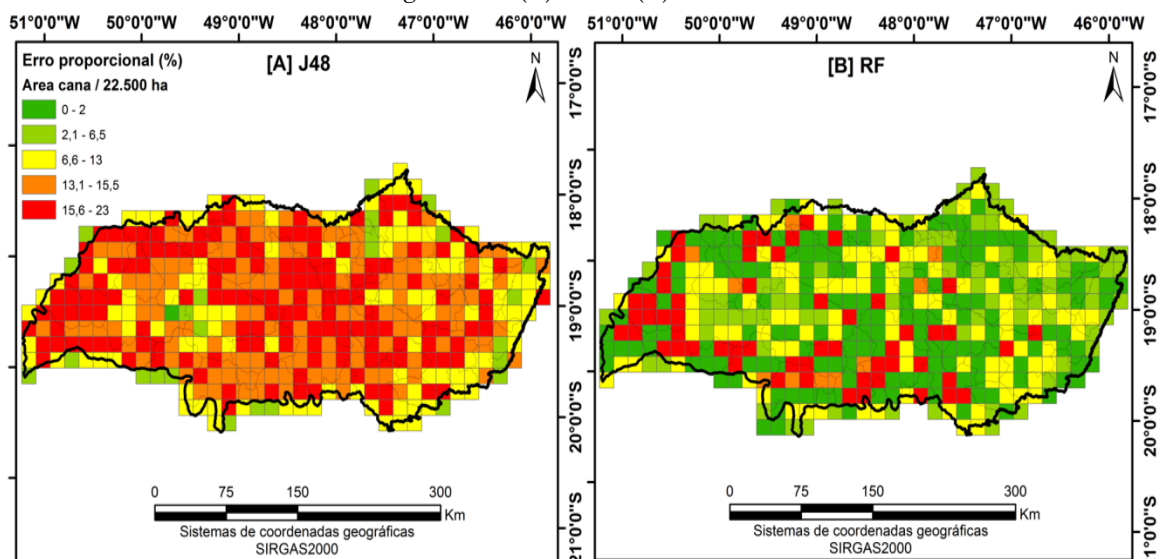 51°0'0"W 50°0'0"W 49°0'0"W 48°0'0"W 47°0'0"W 46°0'0"W
Erro proporcional (%)
Area cana / 22.500 ha
0 - 2
2,1 - 6,5
6,6 - 13
13,1 - 15,5
15,6 - 23
[A] J48
N
17°0'0"S
18°0'0"S
19°0'0"S
20°0'0"S
21°0'0"S
0 75 150 300
Km
Sistemas de coordenadas geográficas
SIRGAS2000
51°0'0"W 50°0'0"W 49°0'0"W 48°0'0"W 47°0'0"W 46°0'0"W
[B] RF
N
17°0'0"S
18°0'0"S
19°0'0"S
20°0'0"S
1°0'0"S
0 75 150 300
Km
Sistemas de coordenadas geográficas
SIRGAS2000